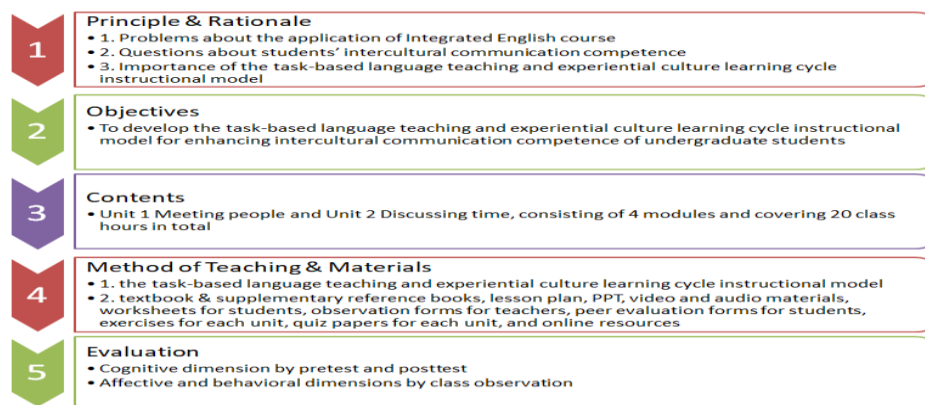 1
Principle & Rationale
• 1. Problems about the application of Integrated English course
• 2. Questions about students' intercultural communication competence
• 3. Importance of the task-based language teaching and experiential culture learning cycle
instructional model
2
Objectives
• To develop the task-based language teaching and experiential culture learning cycle instructional
model for enhancing intercultural communication competence of undergraduate students
3
Contents
• Unit 1 Meeting people and Unit 2 Discussing time, consisting of 4 modules and covering 20 class
hours in total
4
Method of Teaching & Materials
• 1. the task-based language teaching and experiential culture learning cycle instructional model
• 2. textbook & supplementary reference books, lesson plan, PPT, video and audio materials,
worksheets for students, observation forms for teachers, peer evaluation forms for students,
exercises for each unit, quiz papers for each unit, and online resources
5
Evaluation
• Cognitive dimension by pretest and posttest
• Affective and behavioral dimensions by class observation